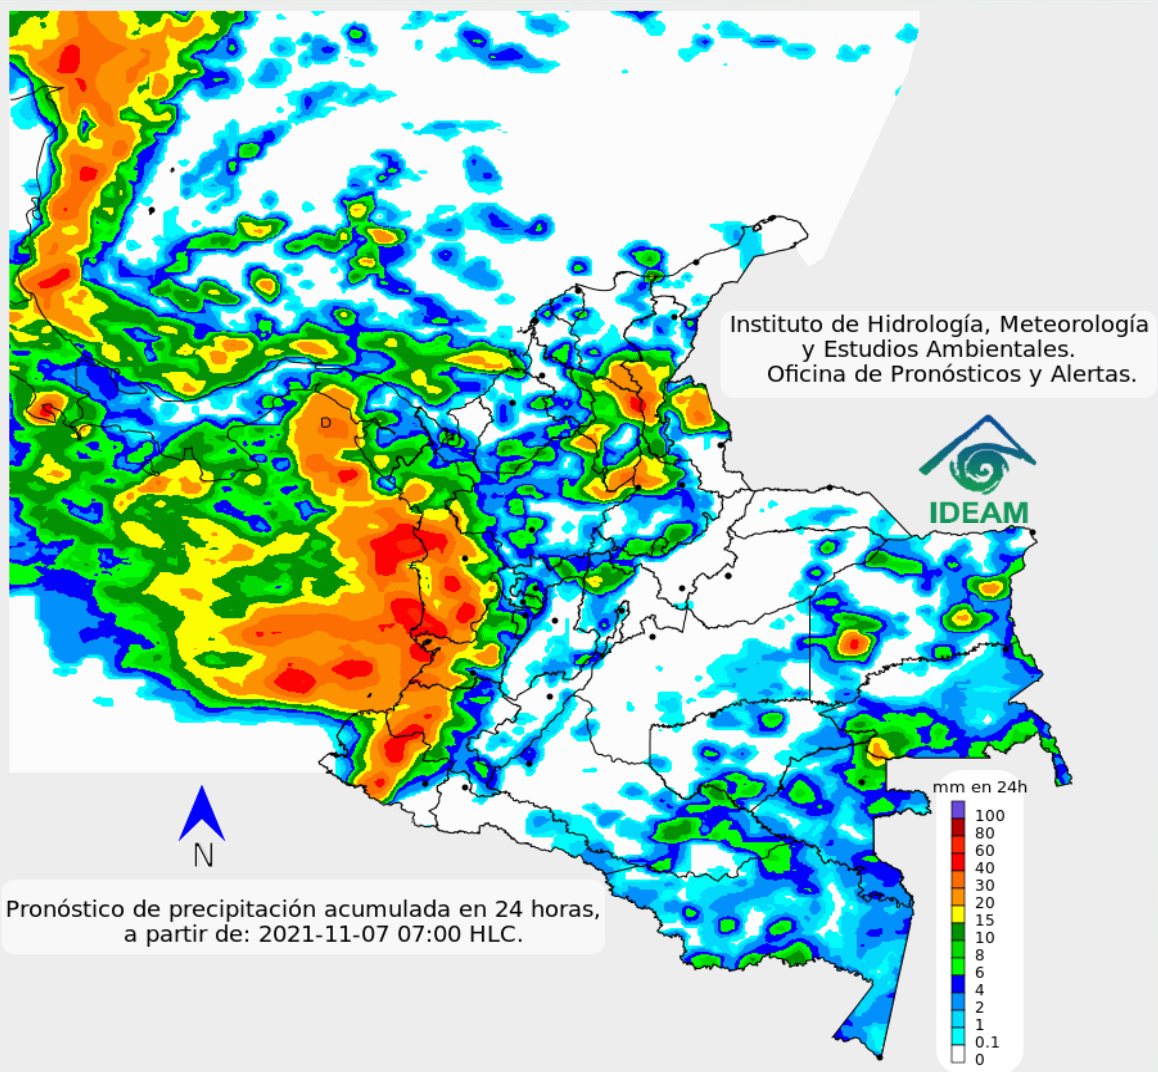 Instituto de Hidrología, Meteorología
y Estudios Ambientales.
Oficina de Pronósticos y Alertas.
IDEAM
mm en 24h
100
80
60
40
30
20
15
10
8
6
4
2
1
0.1
0
N
Pronóstico de precipitación acumulada en 24 horas,
a partir de: 2021-11-07 07:00 HLC.